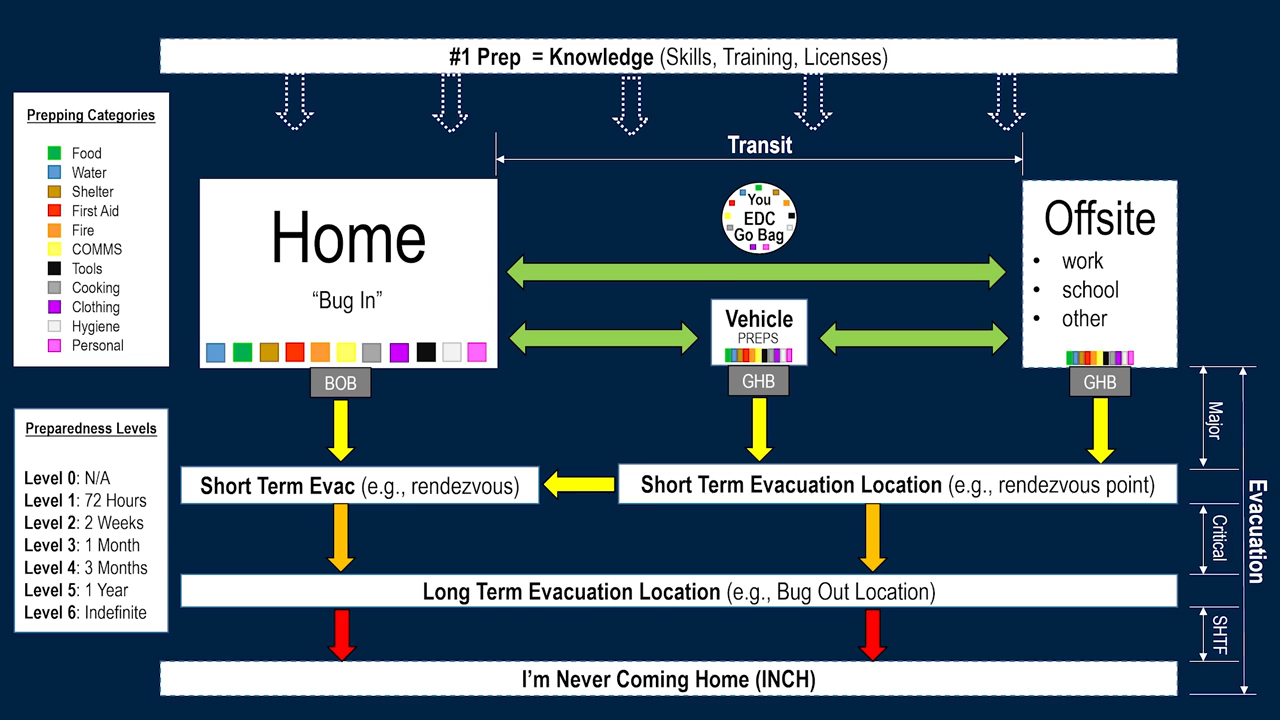 #1 Prep = Knowledge (Skills, Training, Licenses)
Prepping Categories
Food
Water
Shelter
First Aid
Fire
COMMS
Tools
Cooking
Clothing
Hygiene
Personal
Transit
Home
“Bug In”
You
EDC
Go Bag
Offsite
• work
• school
• other
Vehicle
PREPS
BOB
GHB
GHB
Preparedness Levels
Level 0: N/A
Level 1: 72 Hours
Level 2: 2 Weeks
Level 3: 1 Month
Level 4: 3 Months
Level 5: 1 Year
Level 6: Indefinite
Short Term Evac (e.g., rendezvous)
Short Term Evacuation Location (e.g., rendezvous point)
Long Term Evacuation Location (e.g., Bug Out Location)
I’m Never Coming Home (INCH)
Major
Critical
SHTF
Evacuation